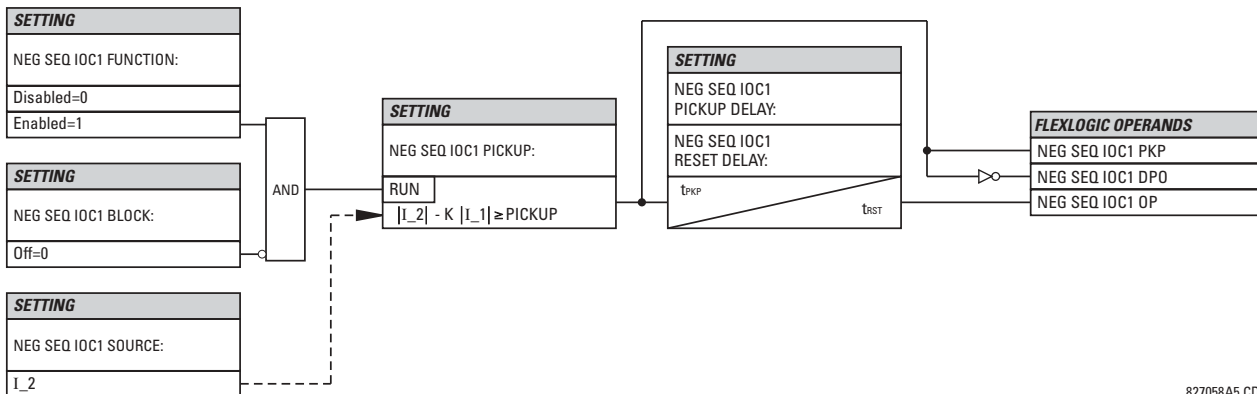 SETTING
NEG SEQ IOC1 FUNCTION:
Disabled=0
Enabled=1
SETTING
NEG SEQ IOC1 BLOCK:
Off=0
SETTING
NEG SEQ IOC1 SOURCE:
I_2
AND
SETTING
NEG SEQ IOC1 PICKUP:
RUN
|I_2| - K |I_1| ≥ PICKUP
SETTING
NEG SEQ IOC1
PICKUP DELAY:
NEG SEQ IOC1
RESET DELAY:
tPKP
tRST
FLEXLOGIC OPERANDS
NEG SEQ IOC1 PKP
NEG SEQ IOC1 DPO
NEG SEQ IOC1 OP